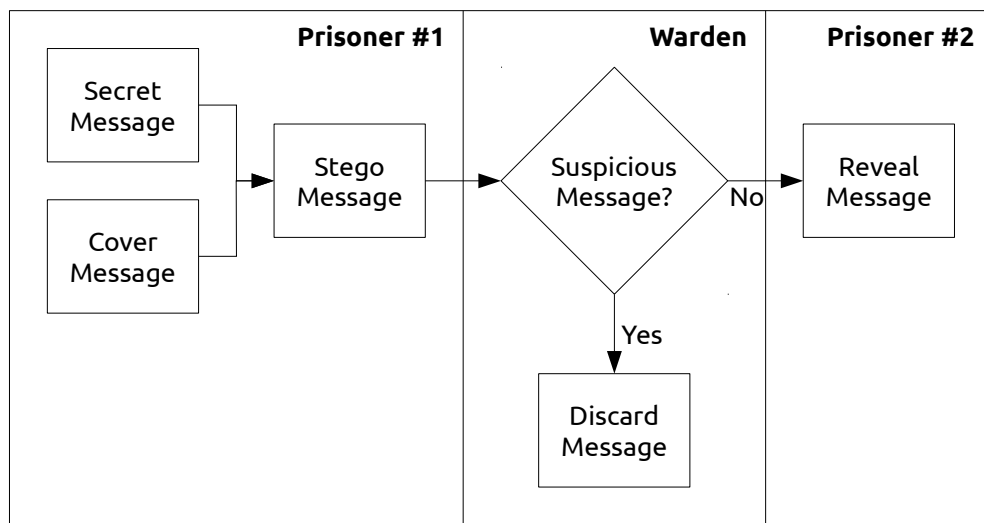 Prisoner #1
Warden
Prisoner #2
Secret
Message
Cover
Message
Stego
Message
Suspicious
Message?
No
Yes
Discard
Message
Reveal
Message